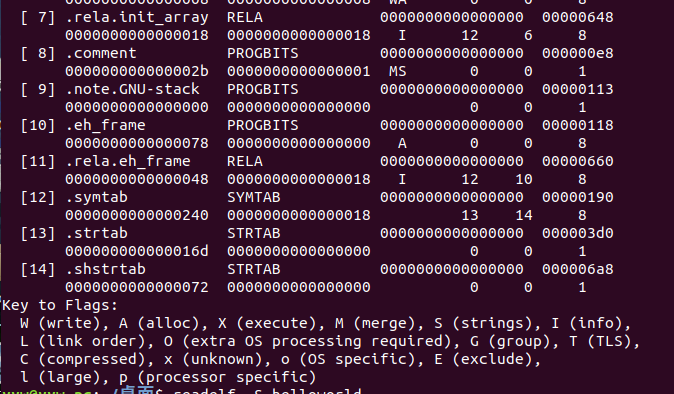 [ 7] .rela.init_array RELA 0000000000000000 00000648
0000000000000018 0000000000000018 I 12 6 8
[ 8] .comment PROGBITS 0000000000000000 000000e8
000000000000002b 0000000000000001 MS 0 0 1
[ 9] .note.GNU-stack PROGBITS 0000000000000000 00000113
0000000000000000 0000000000000000 0 0 1
[10] .eh_frame PROGBITS 0000000000000000 00000118
0000000000000078 0000000000000000 A 0 0 8
[11] .rela.eh_frame RELA 0000000000000000 00000660
0000000000000048 0000000000000018 I 12 10 8
[12] .symtab SYMTAB 0000000000000000 00000190
0000000000000240 0000000000000018 13 14 8
[13] .strtab STRTAB 0000000000000000 000003d0
000000000000016d 0000000000000000 0 0 1
[14] .shstrtab STRTAB 0000000000000000 000006a8
0000000000000072 0000000000000000 0 0 1
Key to Flags:
W (write), A (alloc), X (execute), M (merge), S (strings), I (info),
L (link order), O (extra OS processing required), G (group), T (TLS),
C (compressed), x (unknown), o (OS specific), E (exclude),
l (large), p (processor specific)
readelf -S helloworld